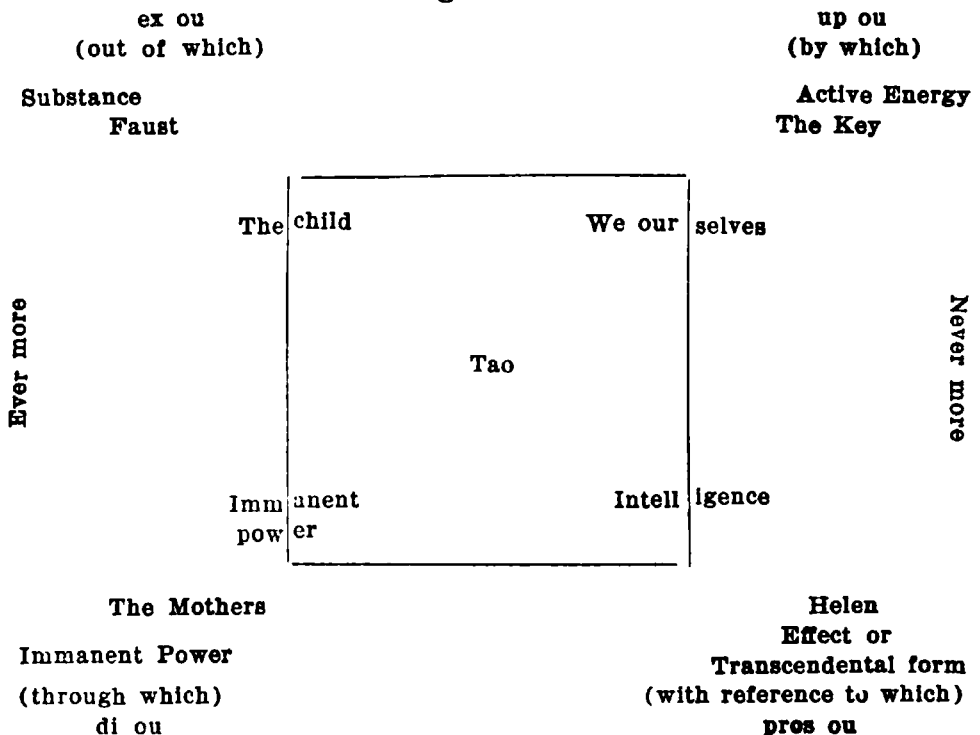 ex ou
(out of which)
Substance
Faust
up ou
(by which)
Active Energy
The Key
The child
We our selves
Ever more
Tao
Never more
Immanent
power
Intelligence
The Mothers
Immanent Power
(through which)
di ou
Helen
Effect or
Transcendental form
(with reference to which)
pros ou